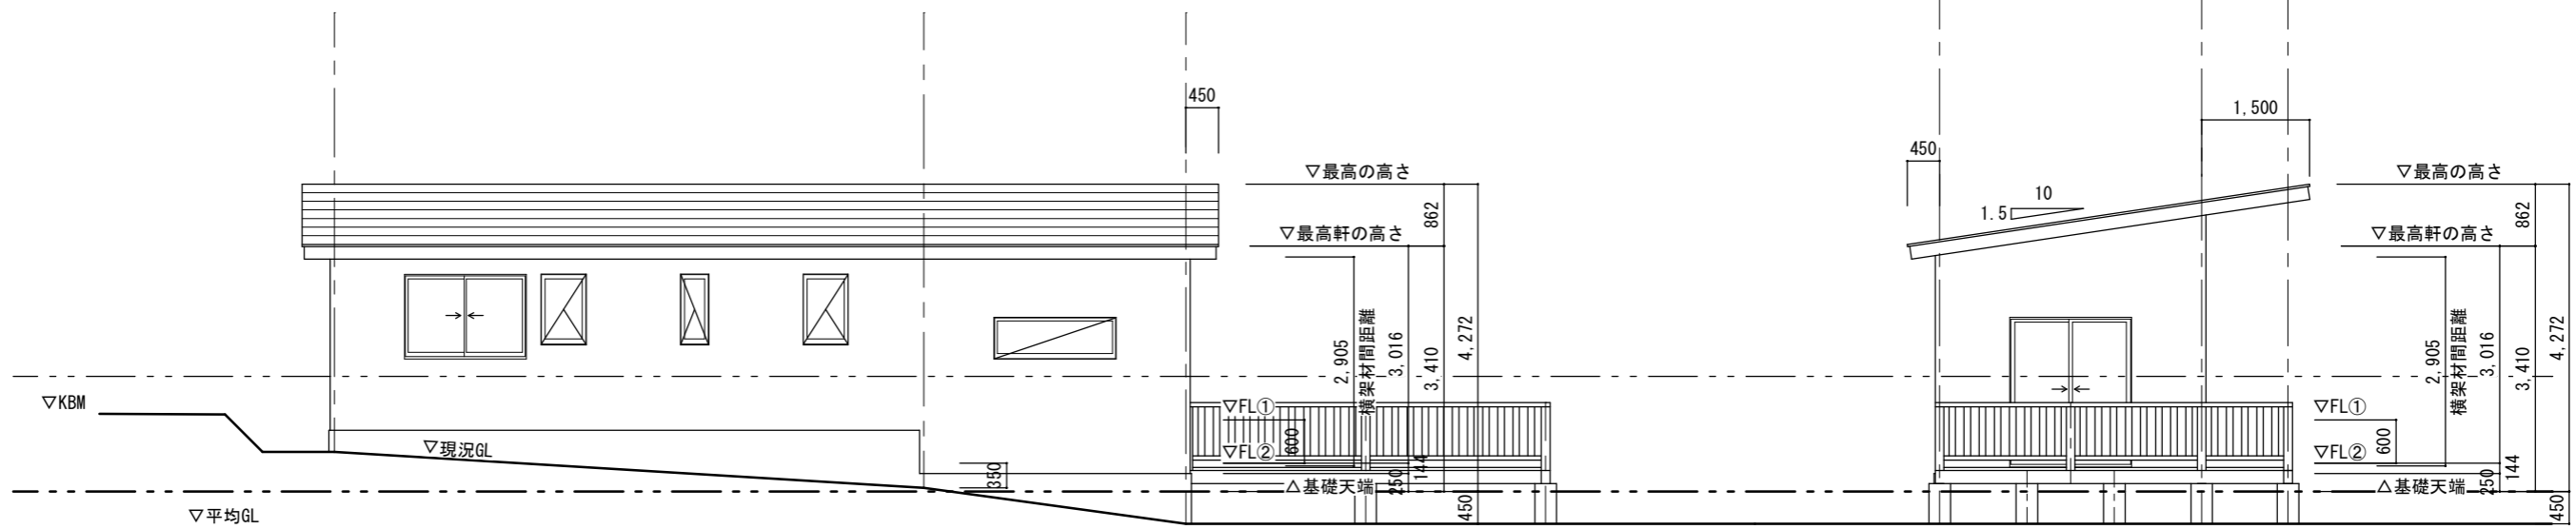 450
▽最高の高さ
862
▽最高軒の高さ
2,905
横架材間距離
3,016
3,410
4,272
▽KBM
▽FL①
600
▽FL②
▽現況GL
350
144
250
△基礎天端
450
▽平均GL
1,500
450
10
1.5
▽最高の高さ
862
▽最高軒の高さ
2,905
横架材間距離
3,016
3,410
4,272
▽FL①
600
▽FL②
144
250
△基礎天端
450